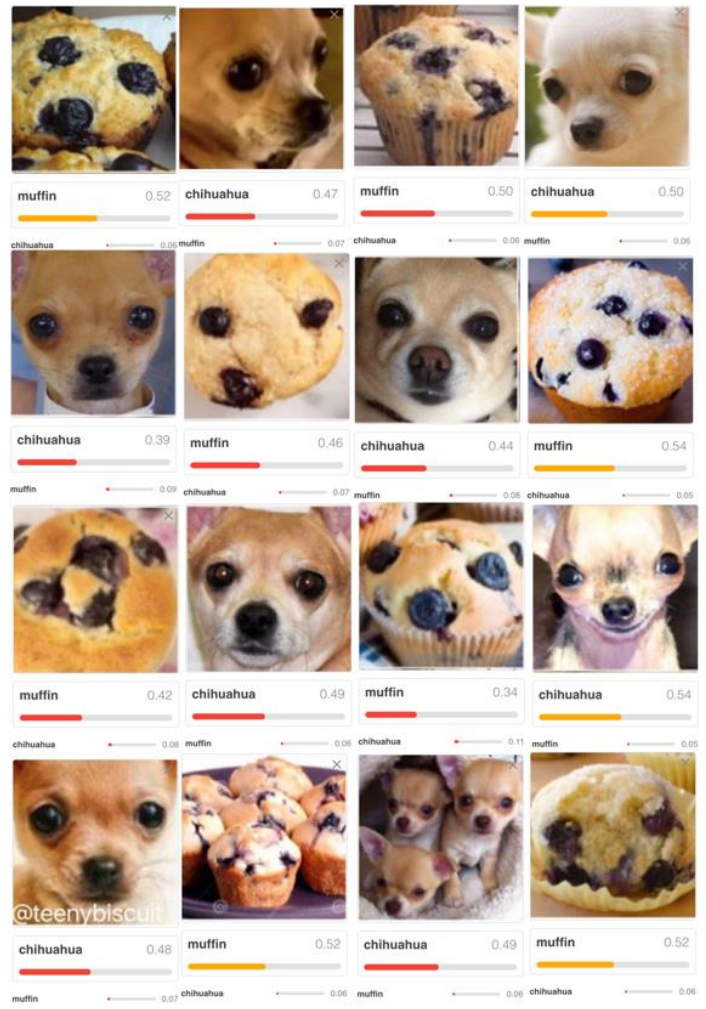 muffin 0.52
chihuahua 0.06
chihuahua 0.47
muffin 0.07
muffin 0.50
chihuahua 0.06
chihuahua 0.50
muffin 0.06
chihuahua 0.39
muffin 0.09
muffin 0.46
chihuahua 0.07
chihuahua 0.44
muffin 0.08
muffin 0.54
chihuahua 0.05
muffin 0.42
chihuahua 0.08
chihuahua 0.49
muffin 0.06
muffin 0.34
chihuahua 0.11
chihuahua 0.54
muffin 0.05
@teenybiscuit
chihuahua 0.48
muffin 0.07
muffin 0.52
chihuahua 0.06
chihuahua 0.49
muffin 0.06
muffin 0.52
chihuahua 0.06